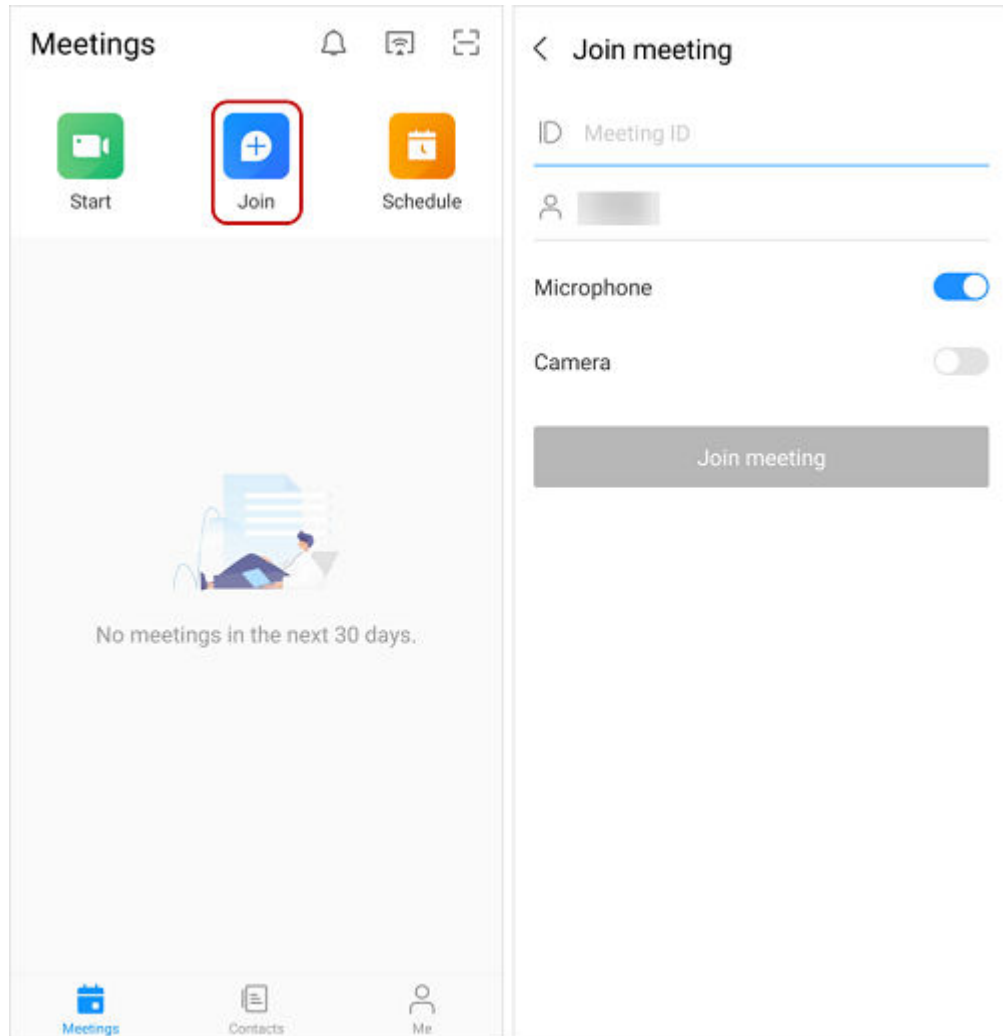 Meetings
Start
Join
Schedule
No meetings in the next 30 days.
Meetings
Contacts
Me
Join meeting
ID Meeting ID
Microphone
Camera
Join meeting